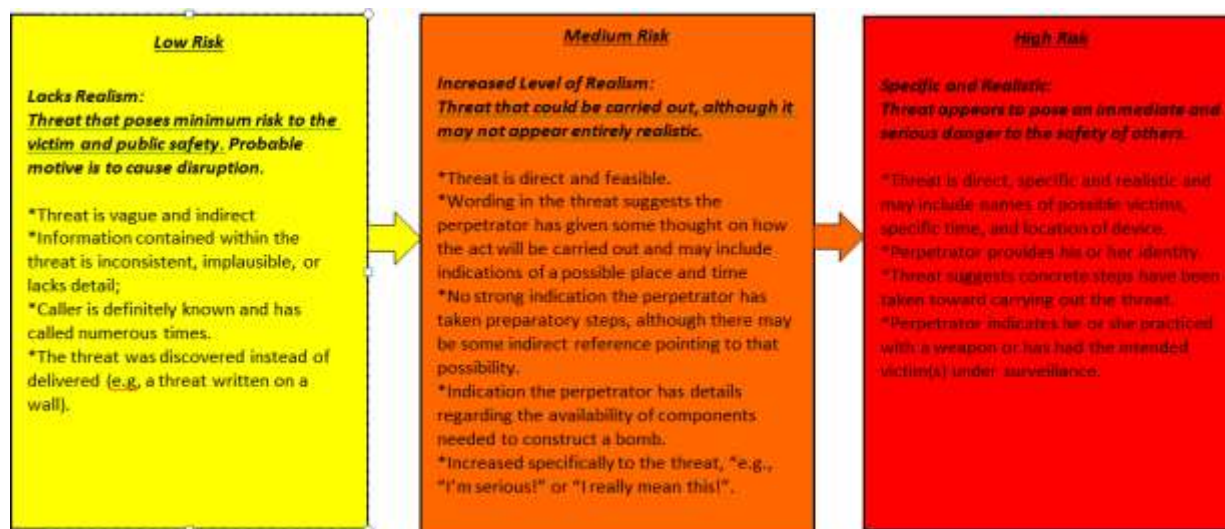 Low Risk
Lacks Realism:
Threat that poses minimum risk to the
victim and public safety. Probable
motive is to cause disruption.
*Threat is vague and indirect
*Information contained within the
threat is inconsistent, implausible, or
lacks detail;
*Caller is definitely known and has
called numerous times.
*The threat was discovered instead of
delivered (e.g, a threat written on a
wall).
Medium Risk
Increased Level of Realism:
Threat that could be carried out, although it
may not appear entirely realistic.
*Threat is direct and feasible.
*Wording in the threat suggests the
perpetrator has given some thought on how
the act will be carried out and may include
indications of a possible place and time
*No strong indication the perpetrator has
taken preparatory steps, although there may
be some indirect reference pointing to that
possibility.
*Indication the perpetrator has details
regarding the availability of components
needed to construct a bomb.
*Increased specifically to the threat, "e.g.,
"I'm serious!" or "I really mean this!".
High Risk
Specific and Realistic:
Threat appears to pose an immediate and
serious danger to the safety of others.
*Threat is direct, specific and realistic and
may include names of possible victims,
specific time, and location of device.
*Perpetrator provides his or her identity.
*Threat suggests concrete steps have been
taken toward carrying out the threat.
*Perpetrator indicates he or she practiced
with a weapon or has had the intended
victim(s) under surveillance.